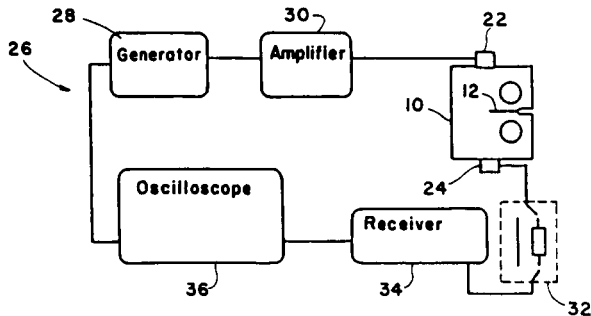 28
30
22
26
Generator
Amplifier
10
12
24
Oscilloscope
Receiver
36
34
32